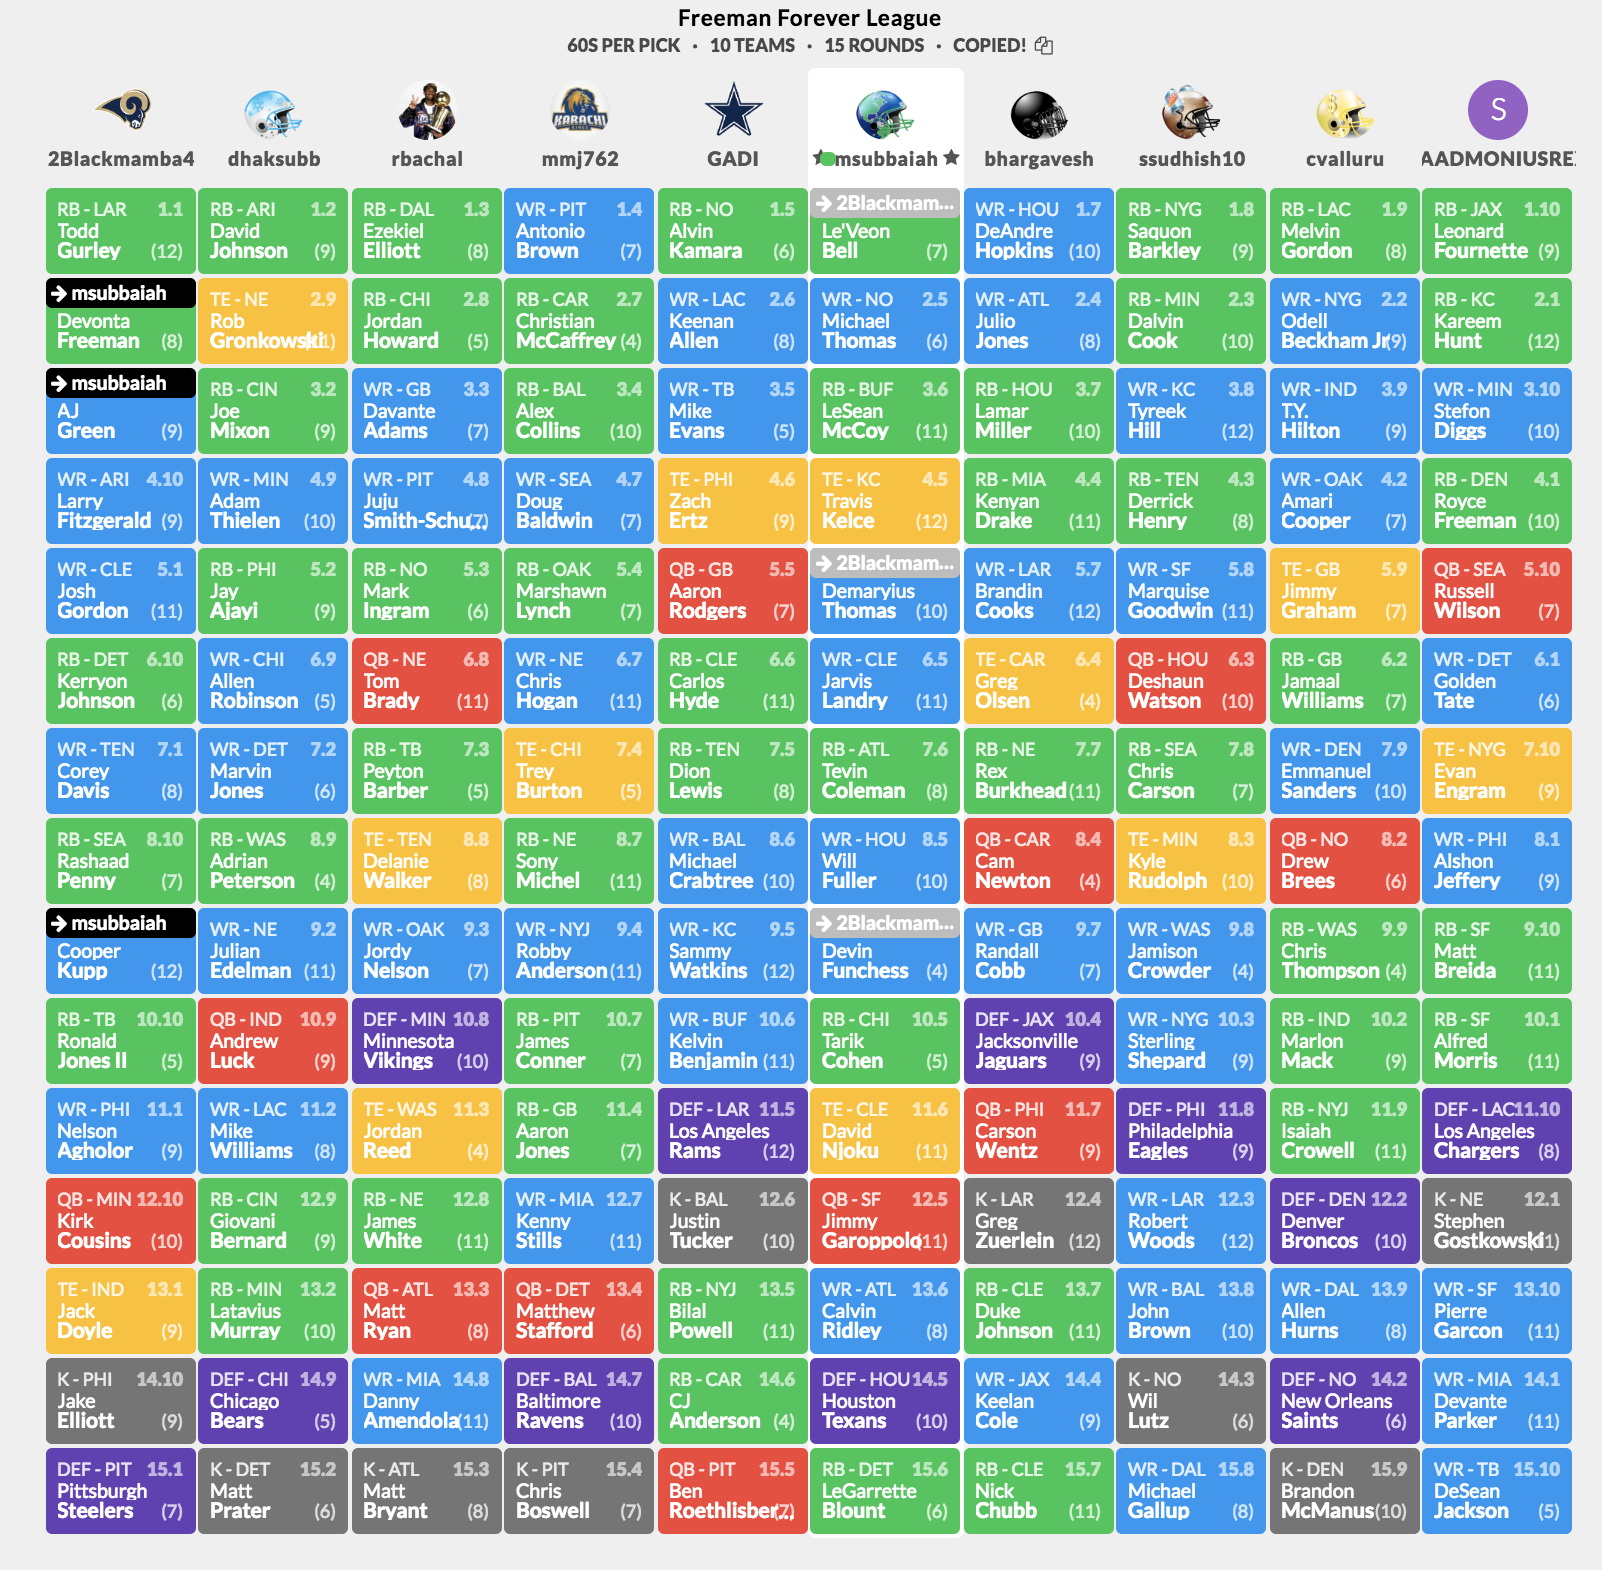 Freeman Forever League
60S PER PICK · 10 TEAMS · 15 ROUNDS · COPIED!
KARACHI
KINGS
S
2Blackmamba4 dhaksubb rbachal mmj762 GADI msubbaiah bhargavesh ssudhish10 cvalluru AADMONIUSRE
RB - LAR 1.1 RB - ARI 1.2 RB - DAL 1.3 WR - PIT 1.4 RB - NO 1.5 → 2Blackmam... WR - HOU 1.7 RB - NYG 1.8 RB - LAC 1.9 RB - JAX 1.10
Todd David Ezekiel Antonio Alvin Le'Veon DeAndre Saquon Melvin Leonard
Gurley (12) Johnson (9) Elliott (8) Brown (7) Kamara (6) Bell (7) Hopkins (10) Barkley (9) Gordon (8) Fournette (9)
→ msubbaiah TE - NE 2.9 RB - CHI 2.8 RB - CAR 2.7 WR - LAC 2.6 WR - NO 2.5 WR - ATL 2.4 RB - MIN 2.3 WR - NYG 2.2 RB - KC 2.1
Devonta Rob Jordan Christian Keenan Michael Julio Dalvin Odell Kareem
Freeman (8) Gronkowski Howard (5) McCaffrey (4) Allen (8) Thomas (6) Jones (8) Cook (10) Beckham Jr (9) Hunt (12)
→ msubbaiah RB - CIN 3.2 WR - GB 3.3 RB - BAL 3.4 WR - TB 3.5 RB - BUF 3.6 RB - HOU 3.7 WR - KC 3.8 WR - IND 3.9 WR - MIN 3.10
AJ Joe Davante Alex Mike LeSean Lamar Tyreek T.Y. Stefon
Green (9) Mixon (9) Adams (7) Collins (10) Evans (5) McCoy (11) Miller (10) Hill (12) Hilton (9) Diggs (10)
WR - ARI 4.10 WR - MIN 4.9 WR - PIT 4.8 WR - SEA 4.7 TE - PHI 4.6 TE - KC 4.5 RB - MIA 4.4 RB - TEN 4.3 WR - OAK 4.2 RB - DEN 4.1
Larry Adam Juju Doug Zach Travis Kenyan Derrick Amari Royce
Fitzgerald (9) Thielen (10) Smith-Schu... (7) Baldwin (7) Ertz (9) Kelce (12) Drake (11) Henry (8) Cooper (7) Freeman (10)
WR - CLE 5.1 RB - PHI 5.2 RB - NO 5.3 RB - OAK 5.4 QB - GB 5.5 → 2Blackmam... WR - LAR 5.7 WR - SF 5.8 TE - GB 5.9 QB - SEA 5.10
Josh Jay Mark Marshawn Aaron Demaryius Brandin Marquise Jimmy Russell
Gordon (11) Ajayi (9) Ingram (6) Lynch (7) Rodgers (7) Thomas (10) Cooks (12) Goodwin (11) Graham (7) Wilson (7)
RB - DET 6.10 WR - CHI 6.9 QB - NE 6.8 WR - NE 6.7 RB - CLE 6.6 WR - CLE 6.5 TE - CAR 6.4 QB - HOU 6.3 RB - GB 6.2 WR - DET 6.1
Kerryon Allen Tom Chris Carlos Jarvis Greg Deshaun Jamaal Golden
Johnson (6) Robinson (5) Brady (11) Hogan (11) Hyde (11) Landry (11) Olsen (4) Watson (10) Williams (7) Tate (6)
WR - TEN 7.1 WR - DET 7.2 RB - TB 7.3 TE - CHI 7.4 RB - TEN 7.5 RB - ATL 7.6 RB - NE 7.7 RB - SEA 7.8 WR - DEN 7.9 TE - NYG 7.10
Corey Marvin Peyton Trey Dion Tevin Rex Chris Emmanuel Evan
Davis (8) Jones (6) Barber (5) Burton (5) Lewis (8) Coleman (8) Burkhead (11) Carson (7) Sanders (10) Engram (9)
RB - SEA 8.10 RB - WAS 8.9 TE - TEN 8.8 RB - NE 8.7 WR - BAL 8.6 WR - HOU 8.5 QB - CAR 8.4 TE - MIN 8.3 QB - NO 8.2 WR - PHI 8.1
Rashaad Adrian Delanie Sony Michael Will Cam Kyle Drew Alshon
Penny (7) Peterson (4) Walker (8) Michel (11) Crabtree (10) Fuller (10) Newton (4) Rudolph (10) Brees (6) Jeffery (9)
→ msubbaiah WR - NE 9.2 WR - OAK 9.3 WR - NYJ 9.4 WR - KC 9.5 → 2Blackmam... WR - GB 9.7 WR - WAS 9.8 RB - WAS 9.9 RB - SF 9.10
Cooper Julian Jordy Robby Sammy Devin Randall Jamison Chris Matt
Kupp (12) Edelman (11) Nelson (7) Anderson (11) Watkins (12) Funchess (4) Cobb (7) Crowder (4) Thompson (4) Breida (11)
RB - TB 10.10 QB - IND 10.9 DEF - MIN 10.8 RB - PIT 10.7 WR - BUF 10.6 RB - CHI 10.5 DEF - JAX 10.4 WR - NYG 10.3 RB - IND 10.2 RB - SF 10.1
Ronald Andrew Minnesota James Kelvin Tarik Jacksonville Sterling Marlon Alfred
Jones II (5) Luck (9) Vikings (10) Conner (7) Benjamin (11) Cohen (5) Jaguars (9) Shepard (9) Mack (9) Morris (11)
WR - PHI 11.1 WR - LAC 11.2 TE - WAS 11.3 RB - GB 11.4 DEF - LAR 11.5 TE - CLE 11.6 QB - PHI 11.7 DEF - PHI 11.8 RB - NYJ 11.9 DEF - LAC 11.10
Nelson Mike Jordan Aaron Los Angeles David Carson Philadelphia Isaiah Los Angeles
Agholor (9) Williams (8) Reed (4) Jones (7) Rams (12) Njoku (11) Wentz (9) Eagles (9) Crowell (11) Chargers (8)
QB - MIN 12.10 RB - CIN 12.9 RB - NE 12.8 WR - MIA 12.7 K - BAL 12.6 QB - SF 12.5 K - LAR 12.4 WR - LAR 12.3 DEF - DEN 12.2 K - NE 12.1
Kirk Giovani James Kenny Justin Jimmy Greg Robert Denver Stephen
Cousins (10) Bernard (9) White (11) Stills (11) Tucker (10) Garoppolo (11) Zuerlein (12) Woods (12) Broncos (10) Gostkowski
TE - IND 13.1 RB - MIN 13.2 QB - ATL 13.3 QB - DET 13.4 RB - NYJ 13.5 WR - ATL 13.6 RB - CLE 13.7 WR - BAL 13.8 WR - DAL 13.9 WR - SF 13.10
Jack Latavius Matt Matthew Bilal Calvin Duke John Allen Pierre
Doyle (9) Murray (10) Ryan (8) Stafford (6) Powell (11) Ridley (8) Johnson (11) Brown (10) Hurns (8) Garcon (11)
K - PHI 14.10 DEF - CHI 14.9 WR - MIA 14.8 DEF - BAL 14.7 RB - CAR 14.6 DEF - HOU 14.5 WR - JAX 14.4 K - NO 14.3 DEF - NO 14.2 WR - MIA 14.1
Jake Chicago Danny Baltimore CJ Houston Keelan Wil New Orleans Devante
Elliott (9) Bears (5) Amendola (11) Ravens (10) Anderson (4) Texans (10) Cole (9) Lutz (6) Saints (6) Parker (11)
DEF - PIT 15.1 K - DET 15.2 K - ATL 15.3 K - PIT 15.4 QB - PIT 15.5 RB - DET 15.6 RB - CLE 15.7 WR - DAL 15.8 K - DEN 15.9 WR - TB 15.10
Pittsburgh Matt Matt Chris Ben LeGarrette Nick Michael Brandon DeSean
Steelers (7) Prater (6) Bryant (8) Boswell (7) Roethlisber... (7) Blount (6) Chubb (11) Gallup (8) McManus (10) Jackson (5)